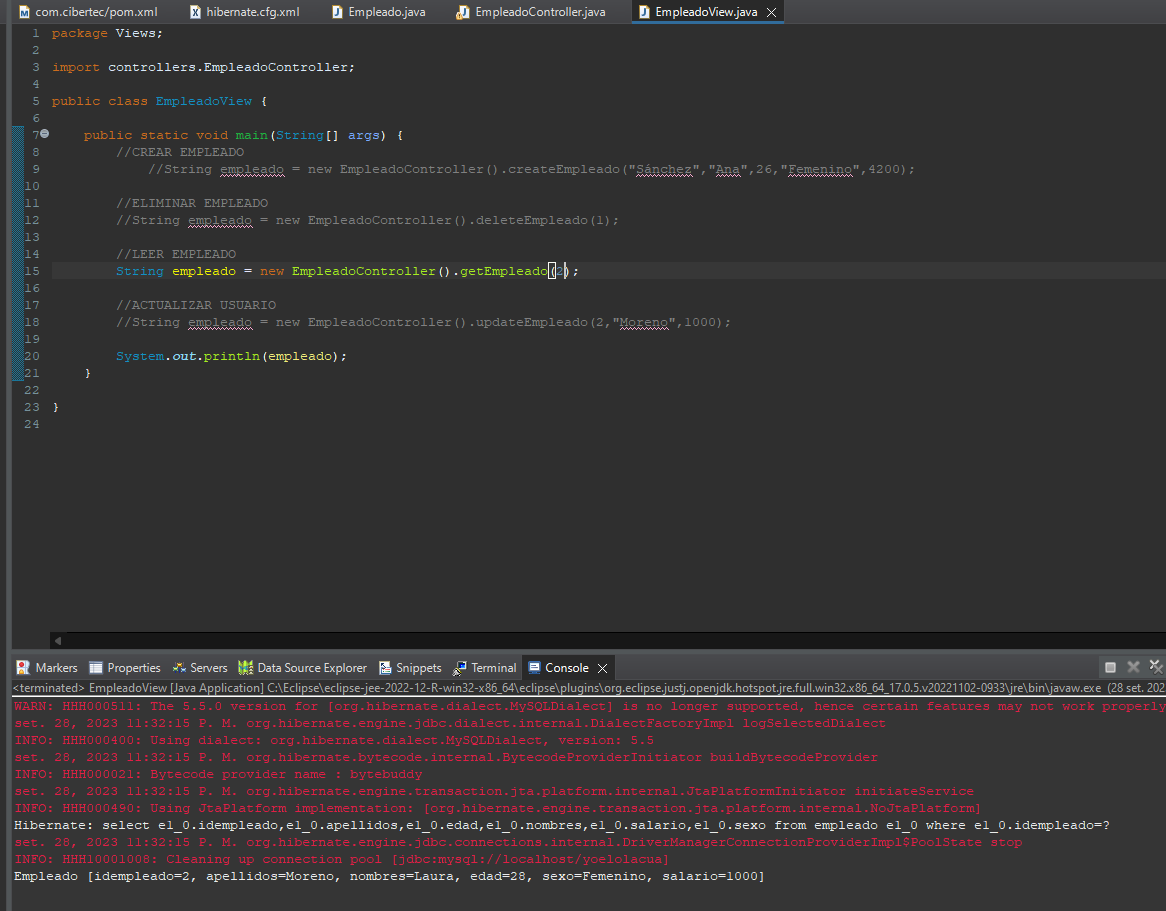 com.cibertec/pom.xml hibernate.cfg.xml Empleado.java EmpleadoController.java EmpleadoView.java
1 package Views;
2
3 import controllers.EmpleadoController;
4
5 public class EmpleadoView {
6
7 public static void main(String[] args) {
8 //CREAR EMPLEADO
9 //String empleado = new EmpleadoController().createEmpleado("Sánchez","Ana",26,"Femenino",4200);
10
11 //ELIMINAR EMPLEADO
12 //String empleado = new EmpleadoController().deleteEmpleado(1);
13
14 //LEER EMPLEADO
15 String empleado = new EmpleadoController().getEmpleado(2);
16
17 //ACTUALIZAR USUARIO
18 //String empleado = new EmpleadoController().updateEmpleado(2,"Moreno",1000);
19
20 System.out.println(empleado);
21 }
22
23 }
24
Markers Properties Servers Data Source Explorer Snippets Terminal Console
<terminated> EmpleadoView [Java Application] C:\Eclipse\eclipse-jee-2022-12-R-win32-x86_64\eclipse\plugins\org.eclipse.justj.openjdk.hotspot.jre.full.win32.x86_64_17.0.5.v20221102-0933\jre\bin\javaw.exe (28 set. 202
WARN: HHH000511: The 5.5.0 version for [org.hibernate.dialect.MySQLDialect] is no longer supported, hence certain features may not work properly
set. 28, 2023 11:32:15 P. M. org.hibernate.engine.jdbc.dialect.internal.DialectFactoryImpl logSelectedDialect
INFO: HHH000400: Using dialect: org.hibernate.dialect.MySQLDialect, version: 5.5
set. 28, 2023 11:32:15 P. M. org.hibernate.bytecode.internal.BytecodeProviderInitiator buildBytecodeProvider
INFO: HHH000021: Bytecode provider name : bytebuddy
set. 28, 2023 11:32:15 P. M. org.hibernate.engine.transaction.jta.platform.internal.JtaPlatformInitiator initiateService
INFO: HHH000490: Using JtaPlatform implementation: [org.hibernate.engine.transaction.jta.platform.internal.NoJtaPlatform]
Hibernate: select e1_0.idempleado,e1_0.apellidos,e1_0.edad,e1_0.nombres,e1_0.salario,e1_0.sexo from empleado e1_0 where e1_0.idempleado=?
set. 28, 2023 11:32:15 P. M. org.hibernate.engine.jdbc.connections.internal.DriverManagerConnectionProviderImpl$PoolState stop
INFO: HHH10001008: Cleaning up connection pool [jdbc:mysql://localhost/yoelolacua]
Empleado [idempleado=2, apellidos=Moreno, nombres=Laura, edad=28, sexo=Femenino, salario=1000]